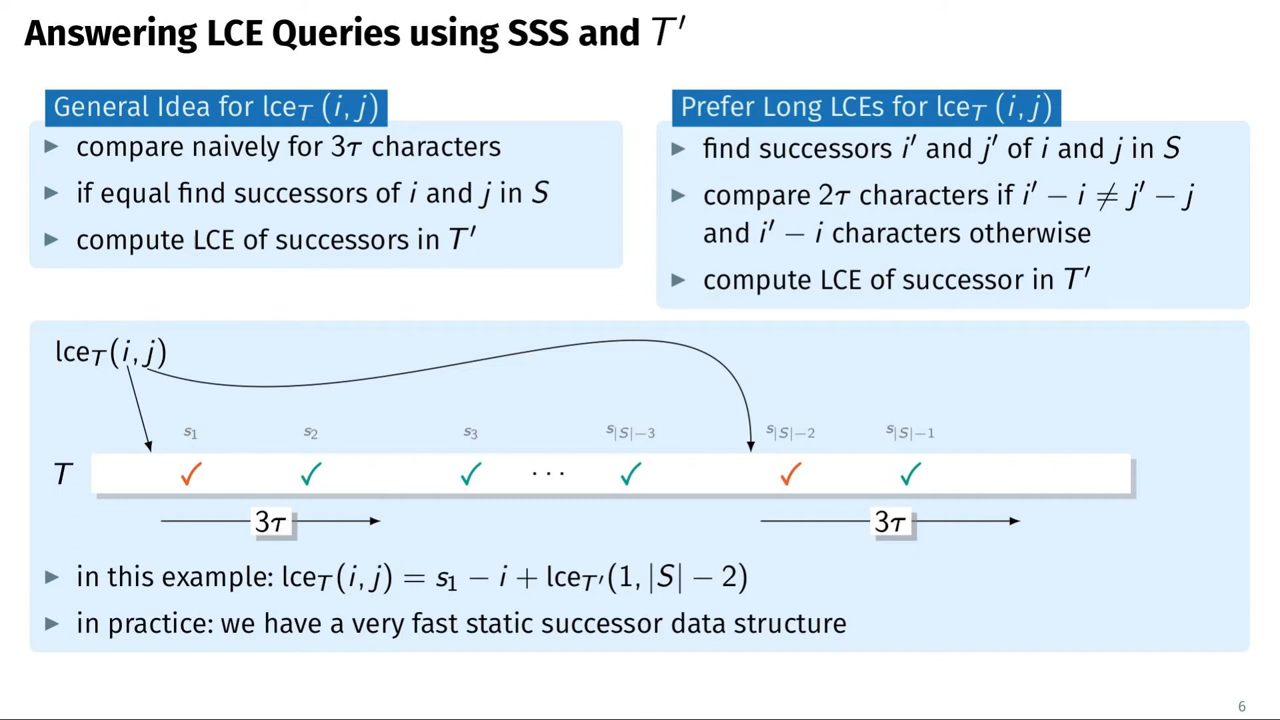 Answering LCE Queries using SSS and T′
General Idea for lce_T (i, j)
▶ compare naively for 3τ characters
▶ if equal find successors of i and j in S
▶ compute LCE of successors in T′
Prefer Long LCEs for lce_T (i, j)
▶ find successors i′ and j′ of i and j in S
▶ compare 2τ characters if i′ − i ≠ j′ − j
and i′ − i characters otherwise
▶ compute LCE of successor in T′
lce_T(i, j)
s_1 s_2 s_3 s_{|S|−3} s_{|S|−2} s_{|S|−1}
T ✓ ✓ ✓ ··· ✓ ✓ ✓
3τ 3τ
▶ in this example: lce_T(i, j) = s_1 − i + lce_{T′}(1, |S| − 2)
▶ in practice: we have a very fast static successor data structure
6